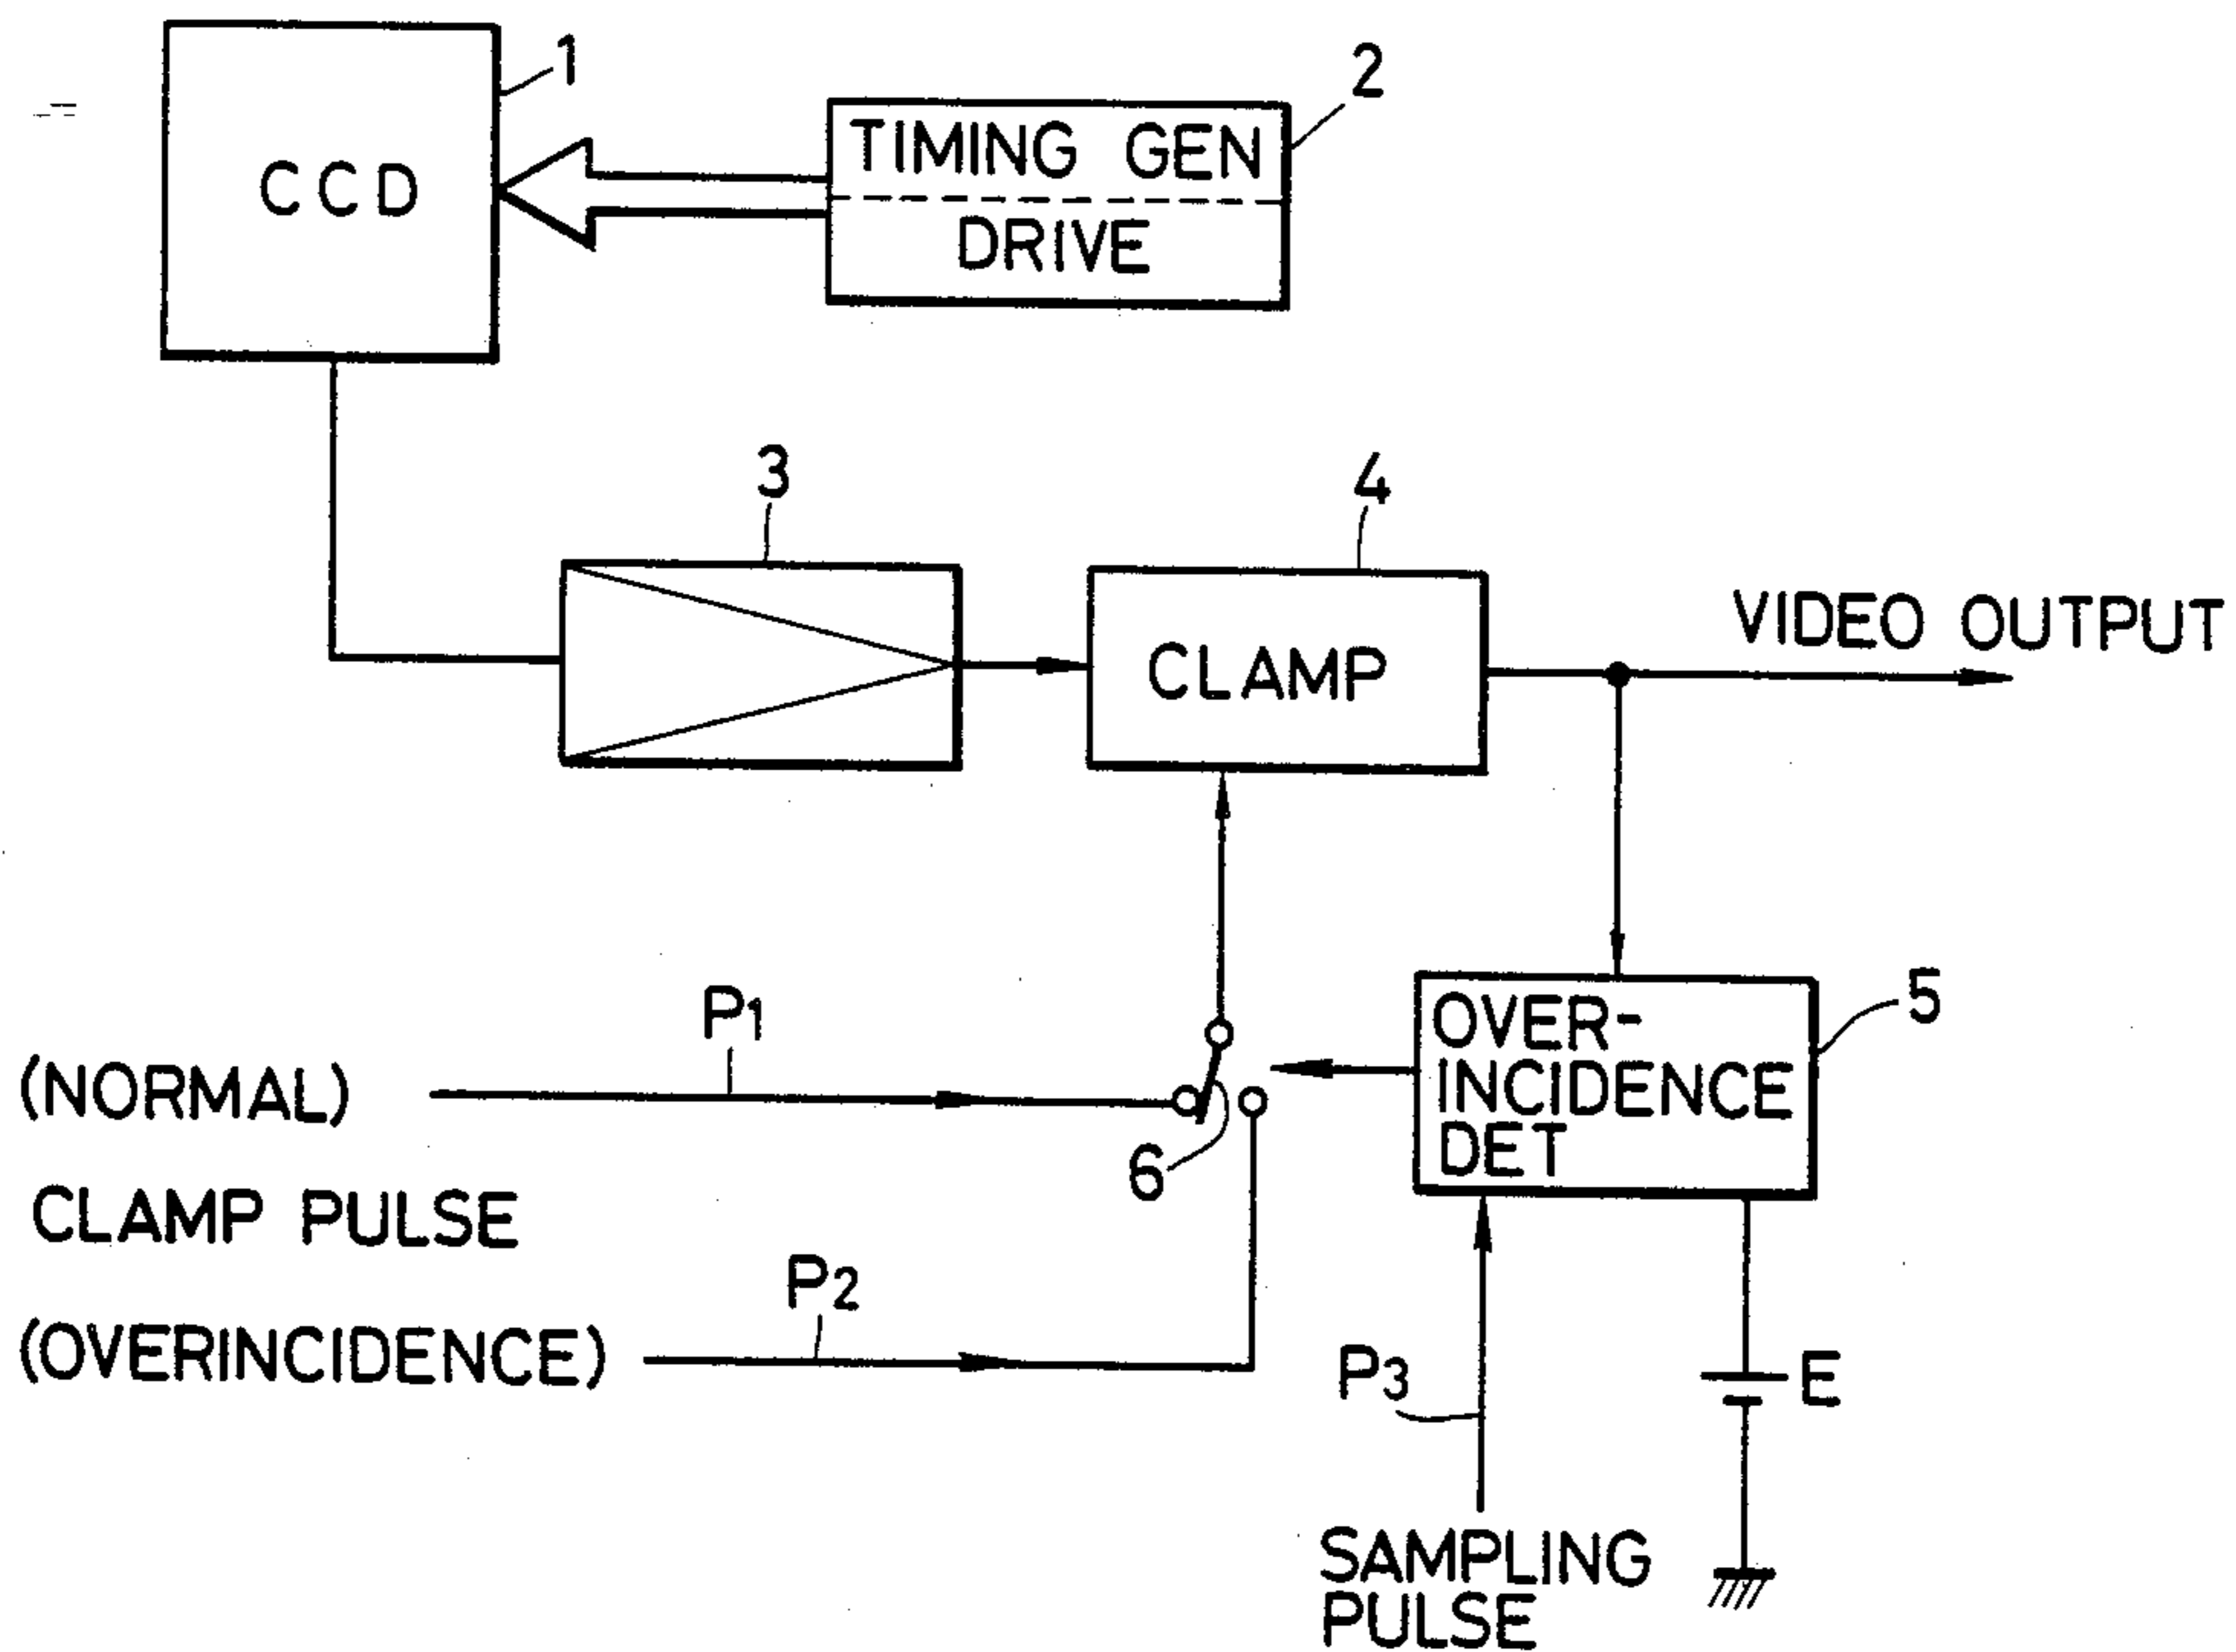 1
2
CCD
TIMING GEN
DRIVE
3
4
CLAMP
VIDEO OUTPUT
P1
(NORMAL)
CLAMP PULSE
P2
(OVERINCIDENCE)
6
OVER-
INCIDENCE
DET
5
P3
E
SAMPLING
PULSE